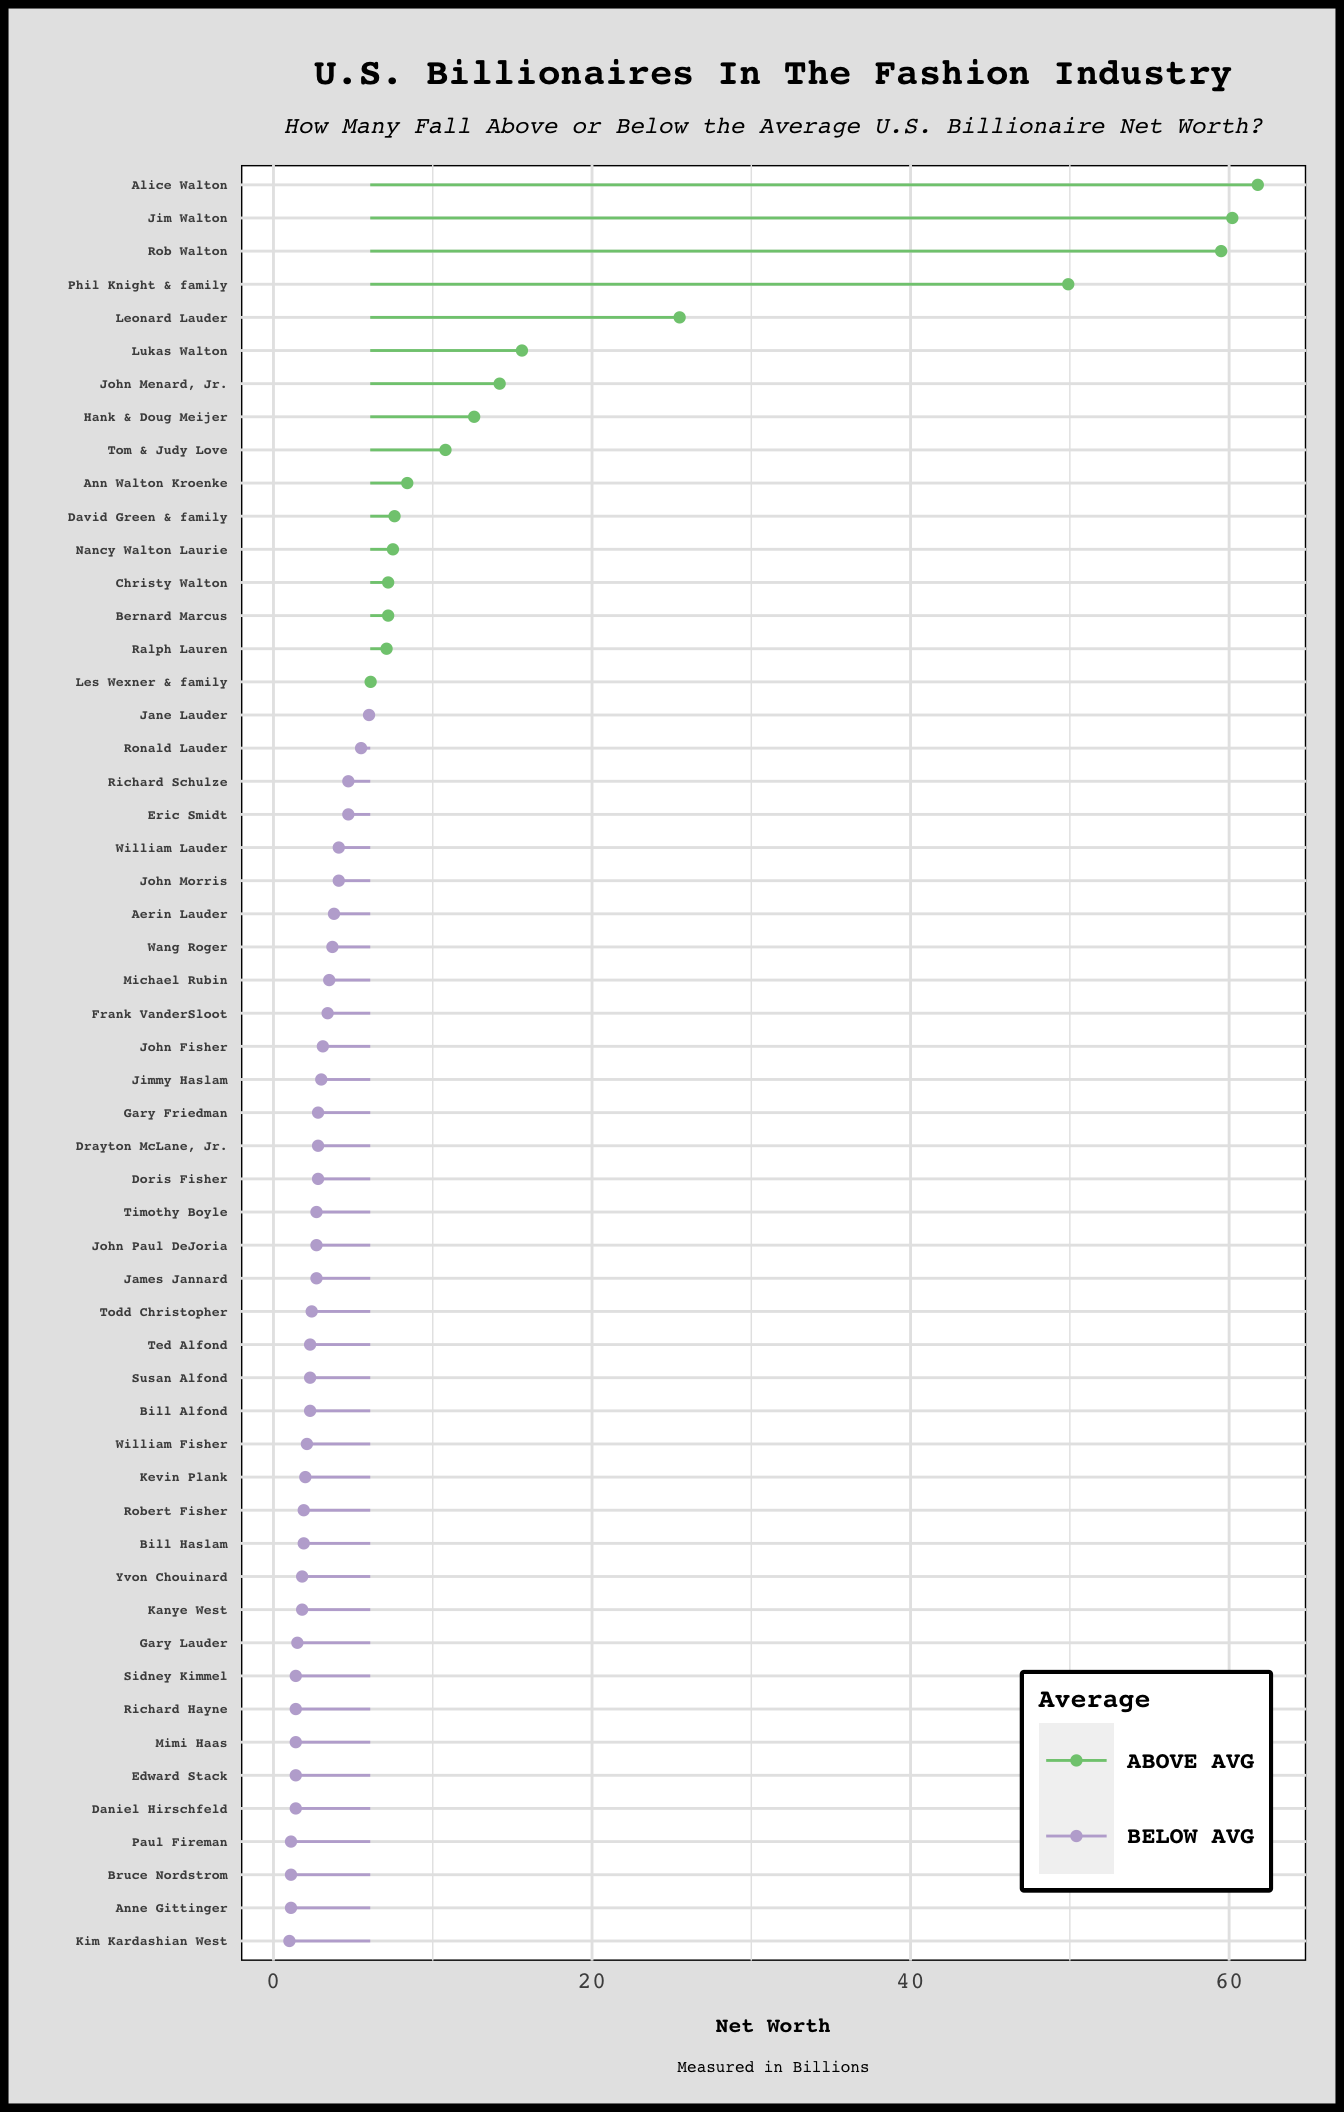 U.S. Billionaires In The Fashion Industry
How Many Fall Above or Below the Average U.S. Billionaire Net Worth?
Alice Walton
Jim Walton
Rob Walton
Phil Knight & family
Leonard Lauder
Lukas Walton
John Menard, Jr.
Hank & Doug Meijer
Tom & Judy Love
Ann Walton Kroenke
David Green & family
Nancy Walton Laurie
Christy Walton
Bernard Marcus
Ralph Lauren
Les Wexner & family
Jane Lauder
Ronald Lauder
Richard Schulze
Eric Smidt
William Lauder
John Morris
Aerin Lauder
Wang Roger
Michael Rubin
Frank VanderSloot
John Fisher
Jimmy Haslam
Gary Friedman
Drayton McLane, Jr.
Doris Fisher
Timothy Boyle
John Paul DeJoria
James Jannard
Todd Christopher
Ted Alfond
Susan Alfond
Bill Alfond
William Fisher
Kevin Plank
Robert Fisher
Bill Haslam
Yvon Chouinard
Kanye West
Gary Lauder
Sidney Kimmel
Richard Hayne
Mimi Haas
Edward Stack
Daniel Hirschfeld
Paul Fireman
Bruce Nordstrom
Anne Gittinger
Kim Kardashian West
Average
ABOVE AVG
BELOW AVG
0 20 40 60
Net Worth
Measured in Billions